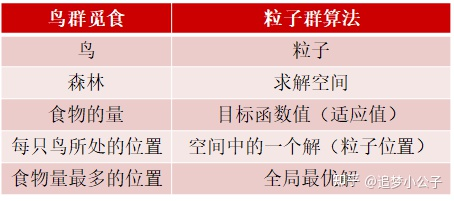 鸟群觅食 粒子群算法
鸟 粒子
森林 求解空间
食物的量 目标函数值（适应值）
每只鸟所处的位置 空间中的一个解（粒子位置）
食物量最多的位置 全局最优解
知乎 @追梦小公子